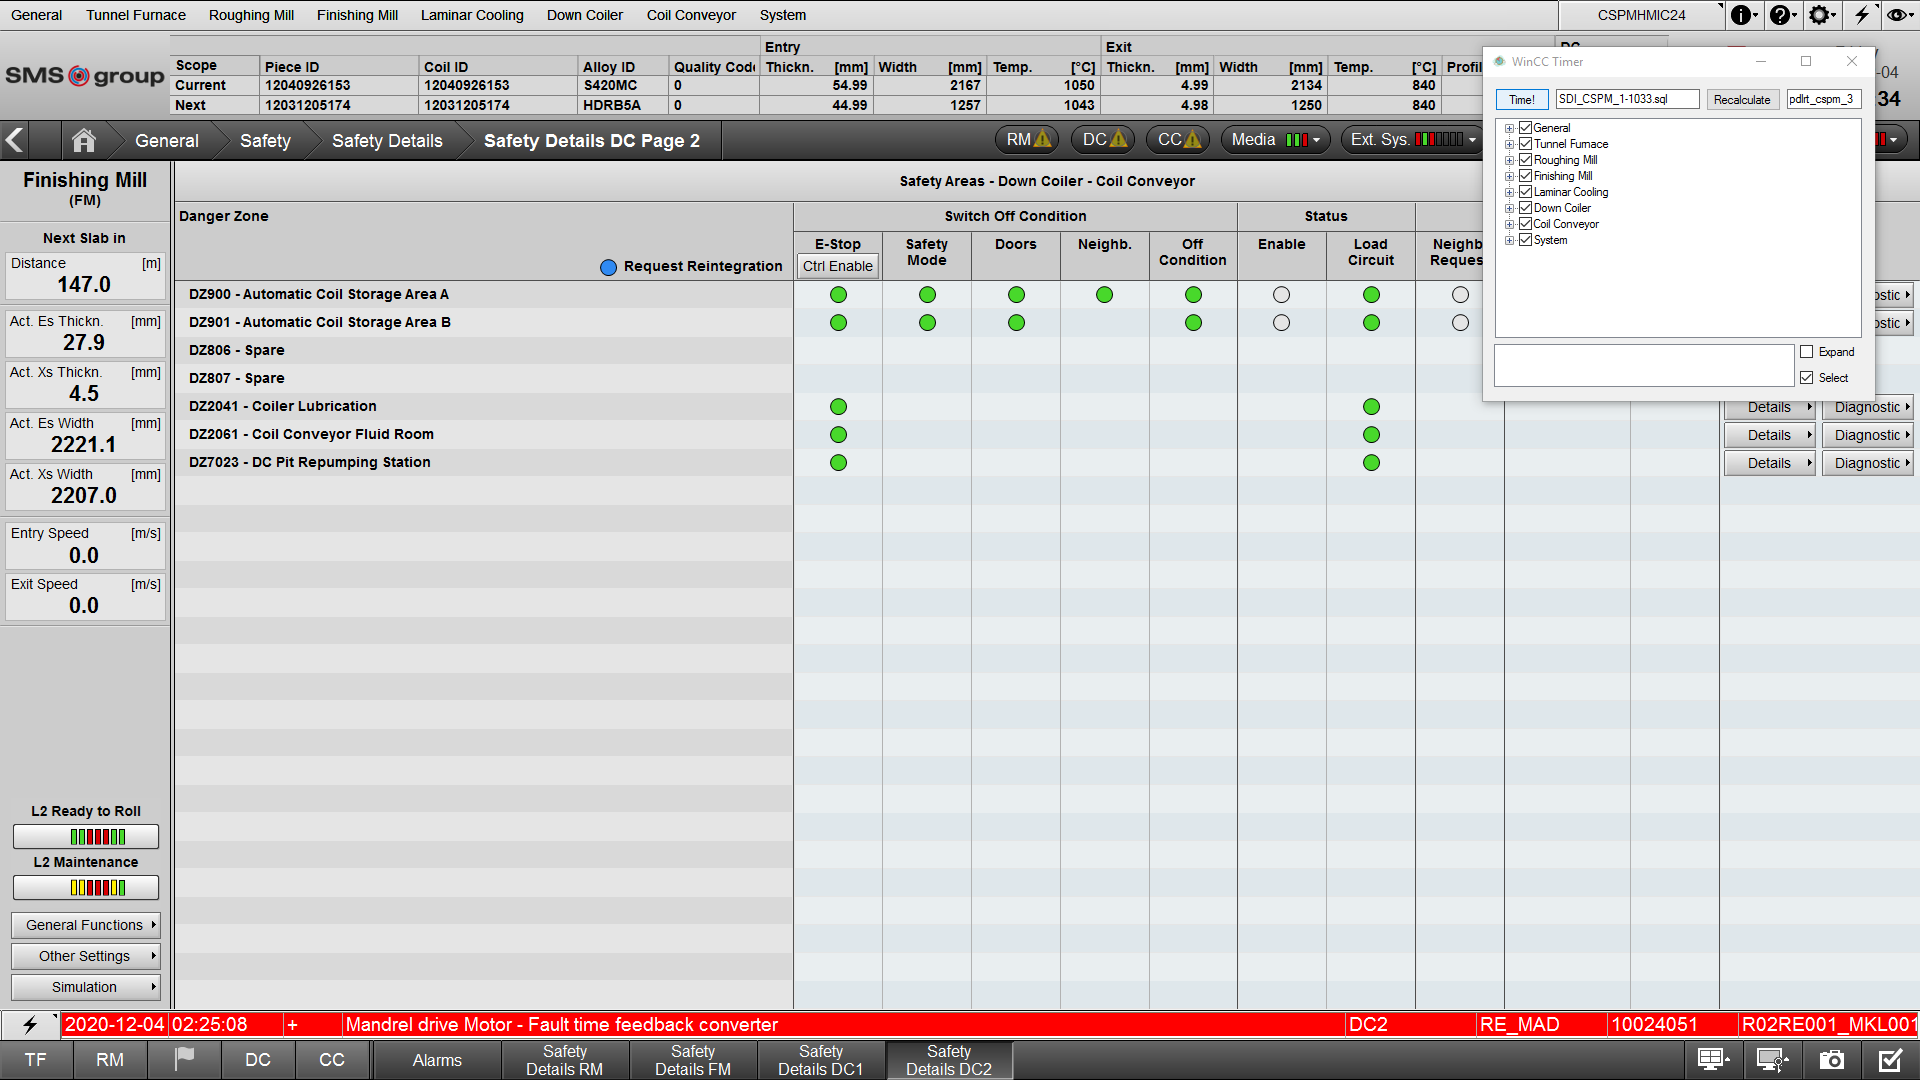 General Tunnel Furnace Roughing Mill Finishing Mill Laminar Cooling Down Coiler Coil Conveyor System CSPMHMIC24
Entry Exit
Scope Piece ID Coil ID Alloy ID Quality Code Thickn. [mm] Width [mm] Temp. [°C] Thickn. [mm] Width [mm] Temp. [°C] Profil
Current 12040926153 12040926153 S420MC 0 54.99 2167 1050 4.99 2134 840
Next 12031205174 12031205174 HDRB5A 0 44.99 1257 1043 4.98 1250 840
SMS group
-04
34
WinCC Timer
Time! SDI_CSPM_1-1033.sql Recalculate pdlrt_cspm_3
General
Tunnel Furnace
Roughing Mill
Finishing Mill
Laminar Cooling
Down Coiler
Coil Conveyor
System
Expand
Select
General Safety Safety Details Safety Details DC Page 2 RM DC CC Media Ext. Sys.
Finishing Mill
(FM)
Next Slab in
Distance [m]
147.0
Act. Es Thickn. [mm]
27.9
Act. Xs Thickn. [mm]
4.5
Act. Es Width [mm]
2221.1
Act. Xs Width [mm]
2207.0
Entry Speed [m/s]
0.0
Exit Speed [m/s]
0.0
L2 Ready to Roll
L2 Maintenance
General Functions
Other Settings
Simulation
Safety Areas - Down Coiler - Coil Conveyor
Danger Zone
Request Reintegration
Switch Off Condition Status
E-Stop Safety Mode Doors Neighb. Off Condition Enable Load Circuit Neighb Reques
Ctrl Enable
DZ900 - Automatic Coil Storage Area A ostic
DZ901 - Automatic Coil Storage Area B ostic
DZ806 - Spare
DZ807 - Spare
DZ2041 - Coiler Lubrication Details Diagnostic
DZ2061 - Coil Conveyor Fluid Room Details Diagnostic
DZ7023 - DC Pit Repumping Station Details Diagnostic
2020-12-04 02:25:08 + Mandrel drive Motor - Fault time feedback converter DC2 RE_MAD 10024051 R02RE001_MKL001
TF RM DC CC Alarms
Safety Details RM
Safety Details FM
Safety Details DC1
Safety Details DC2